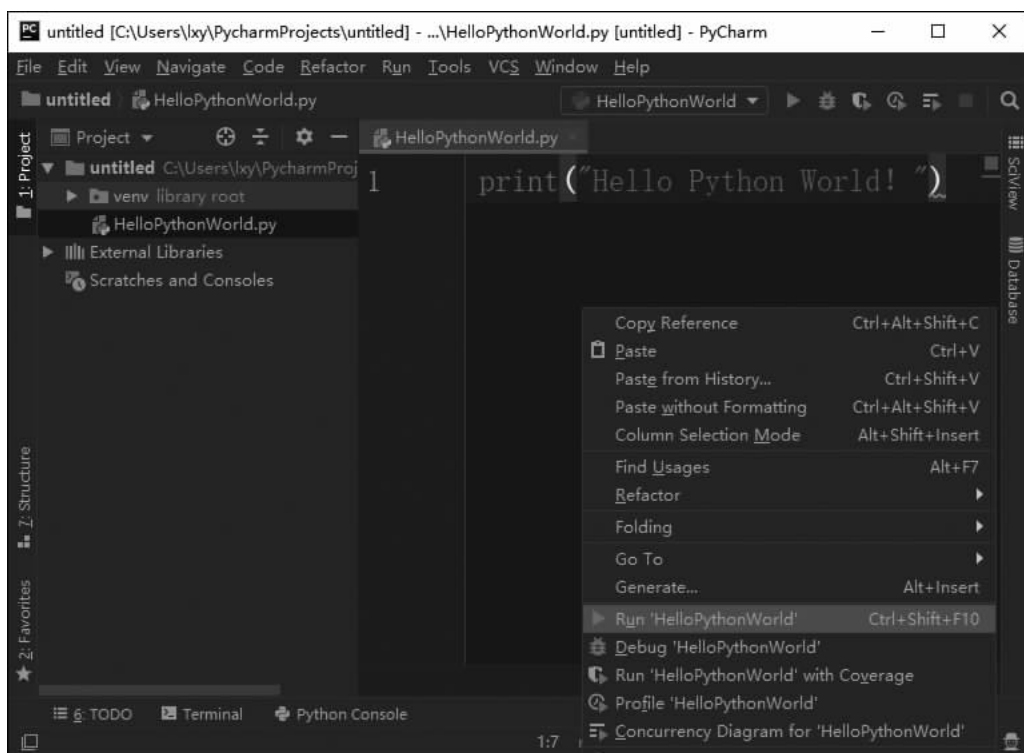 PC untitled [C:\Users\lxy\PycharmProjects\untitled] - ...\HelloPythonWorld.py [untitled] - PyCharm
File Edit View Navigate Code Refactor Run Tools VCS Window Help
untitled HelloPythonWorld.py HelloPythonWorld
1: Project
Project
HelloPythonWorld.py
untitled C:\Users\lxy\PycharmProj
venv library root
HelloPythonWorld.py
External Libraries
Scratches and Consoles
1 print("Hello Python World! ")
SciView
Database
Copy Reference Ctrl+Alt+Shift+C
Paste Ctrl+V
Paste from History... Ctrl+Shift+V
Paste without Formatting Ctrl+Alt+Shift+V
Column Selection Mode Alt+Shift+Insert
Find Usages Alt+F7
Refactor
Folding
Go To
Generate... Alt+Insert
Run 'HelloPythonWorld' Ctrl+Shift+F10
Debug 'HelloPythonWorld'
Run 'HelloPythonWorld' with Coverage
Profile 'HelloPythonWorld'
Concurrency Diagram for 'HelloPythonWorld'
7: Structure
2: Favorites
6: TODO Terminal Python Console
1:7